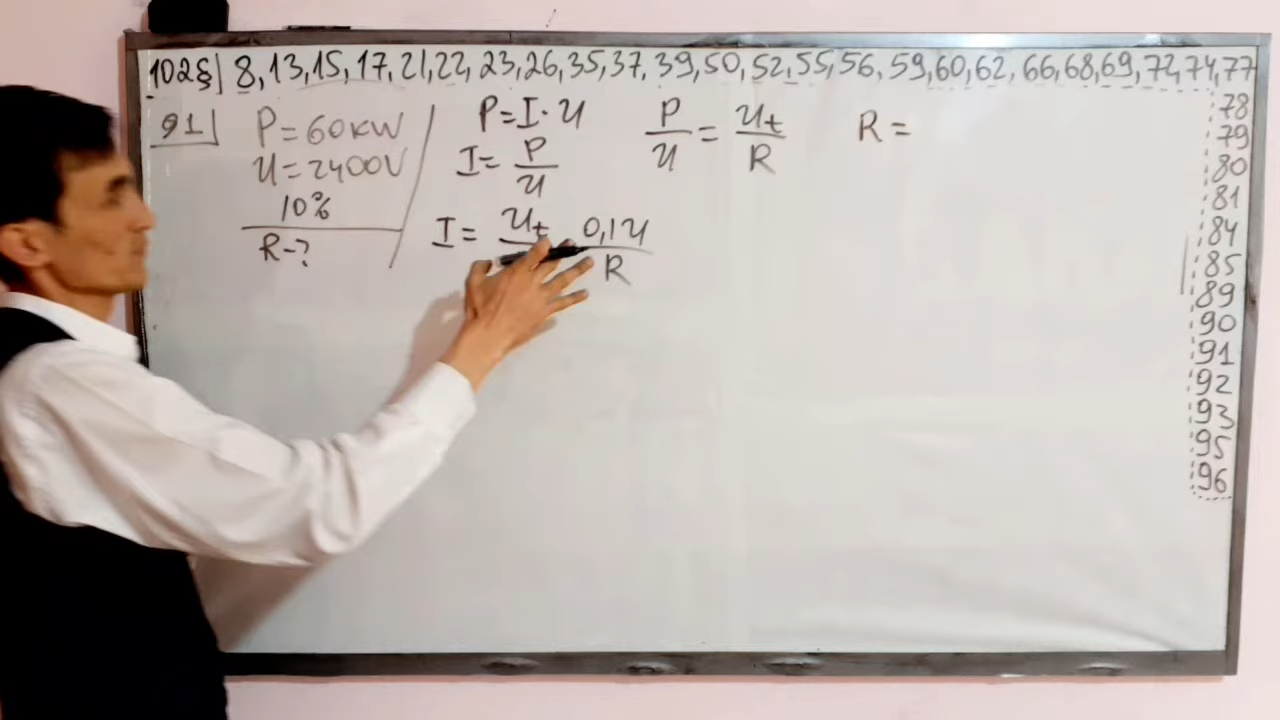 102§| 8, 13, 15, 17, 21, 22, 23, 26, 35, 37, 39, 50, 52, 55, 56, 59, 60, 62, 66, 68, 69, 72, 74, 77
78
79
80
81
84
85
89
90
91
92
93
95
96
91|
P=60KW
U=2400V
10%
R-?
P=I·U
I=P/U
I=Ut 0,1U/R
P/U=Ut/R
R=